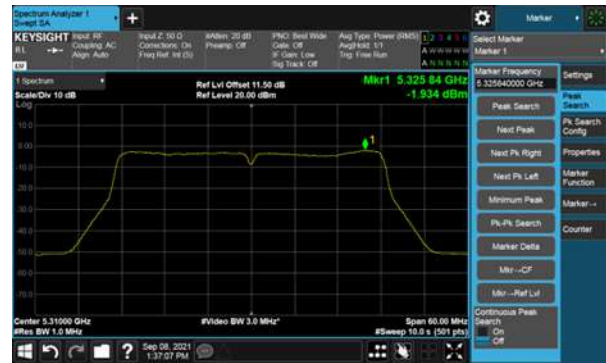 Spectrum Analyzer 1
Swept SA
+
Marker
KEYSIGHT
Input: RF
Input Z: 50 Ω
#Atten: 20 dB
PNO: Best Wide
Avg Type: Power (RMS)
1 2 3 4 5 6
Select Marker
Marker 1
RL
Coupling: AC
Corrections: On
Preamp: Off
Gate: Off
Avg|Hold: 1/1
Align: Auto
Freq Ref: Int (S)
IF Gain: Low
Trig: Free Run
Sig Track: Off
A W W W W W
A N N N N N
LXI
1 Spectrum
Scale/Div 10 dB
Ref Lvl Offset 11.50 dB
Ref Level 20.00 dBm
Mkr1 5.325 84 GHz
-1.934 dBm
Log
10.0
0.00
-10.0
-20.0
-30.0
-40.0
-50.0
-60.0
-70.0
1
Center 5.31000 GHz
#Video BW 3.0 MHz*
Span 60.00 MHz
#Res BW 1.0 MHz
#Sweep 10.0 s (501 pts)
Marker Frequency
5.325840000 GHz
Peak Search
Next Peak
Next Pk Right
Next Pk Left
Minimum Peak
Pk-Pk Search
Marker Delta
Mkr→CF
Mkr→Ref Lvl
Continuous Peak
Search
On
Off
Settings
Peak
Search
Pk Search
Config
Properties
Marker
Function
Marker→
Counter
?
Sep 08, 2021
1:37:07 PM